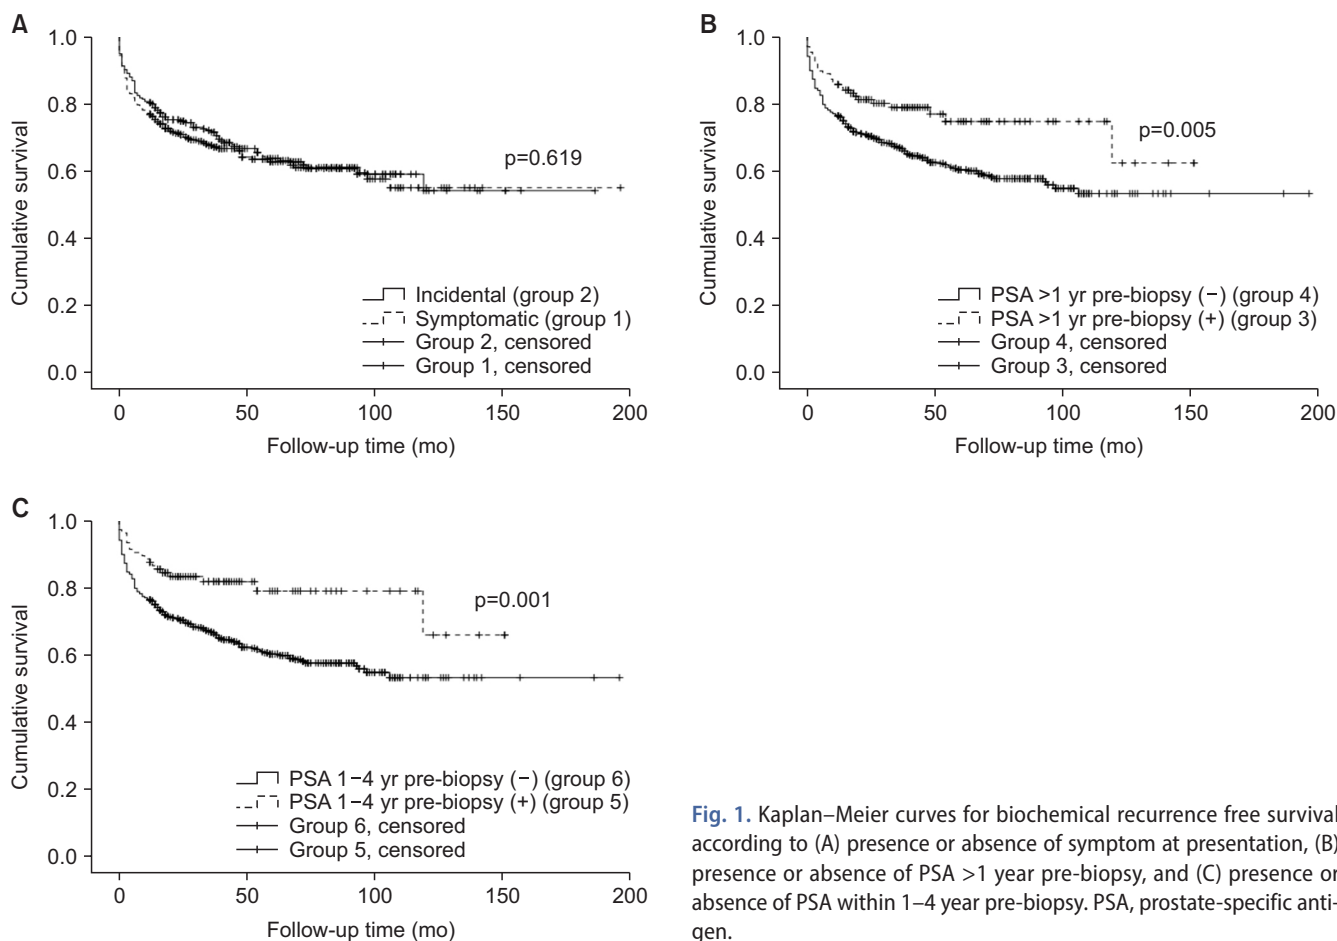 A
1.0
0.8
0.6
0.4
0.2
0.0
Cumulative survival
p=0.619
Incidental (group 2)
Symptomatic (group 1)
Group 2, censored
Group 1, censored
0 50 100 150 200
Follow-up time (mo)
B
1.0
0.8
0.6
0.4
0.2
0.0
Cumulative survival
p=0.005
PSA >1 yr pre-biopsy (−) (group 4)
PSA >1 yr pre-biopsy (+) (group 3)
Group 4, censored
Group 3, censored
0 50 100 150 200
Follow-up time (mo)
C
1.0
0.8
0.6
0.4
0.2
0.0
Cumulative survival
p=0.001
PSA 1−4 yr pre-biopsy (−) (group 6)
PSA 1−4 yr pre-biopsy (+) (group 5)
Group 6, censored
Group 5, censored
0 50 100 150 200
Follow-up time (mo)
Fig. 1. Kaplan–Meier curves for biochemical recurrence free survival
according to (A) presence or absence of symptom at presentation, (B)
presence or absence of PSA >1 year pre-biopsy, and (C) presence or
absence of PSA within 1–4 year pre-biopsy. PSA, prostate-specific anti-
gen.